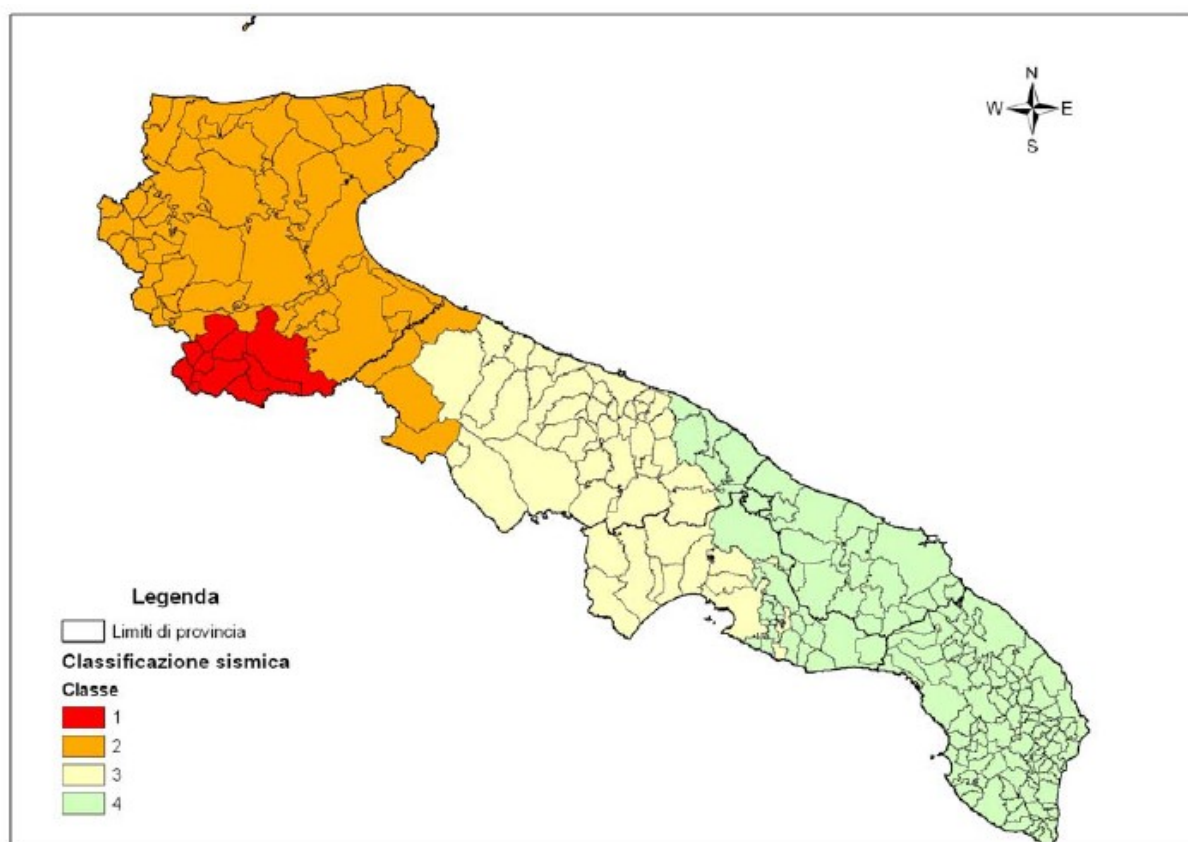 N
W E
S
Legenda
Limiti di provincia
Classificazione sismica
Classe
1
2
3
4